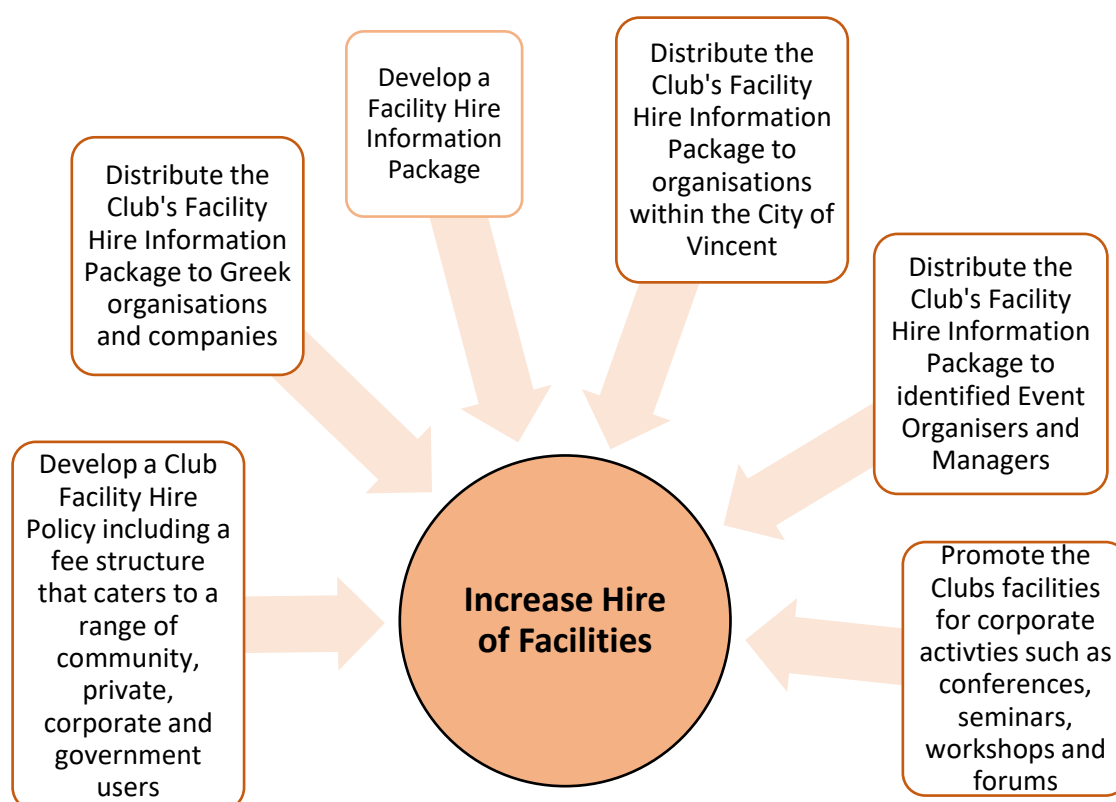 Develop a Club
Facility Hire
Policy including a
fee structure
that caters to a
range of
community,
private,
corporate and
government
users
Distribute the
Club's Facility
Hire Information
Package to Greek
organisations
and companies
Develop a
Facility Hire
Information
Package
Distribute the
Club's Facility
Hire Information
Package to
organisations
within the City of
Vincent
Distribute the
Club's Facility
Hire Information
Package to
identified Event
Organisers and
Managers
Promote the
Clubs facilities
for corporate
activties such as
conferences,
seminars,
workshops and
forums
Increase Hire
of Facilities